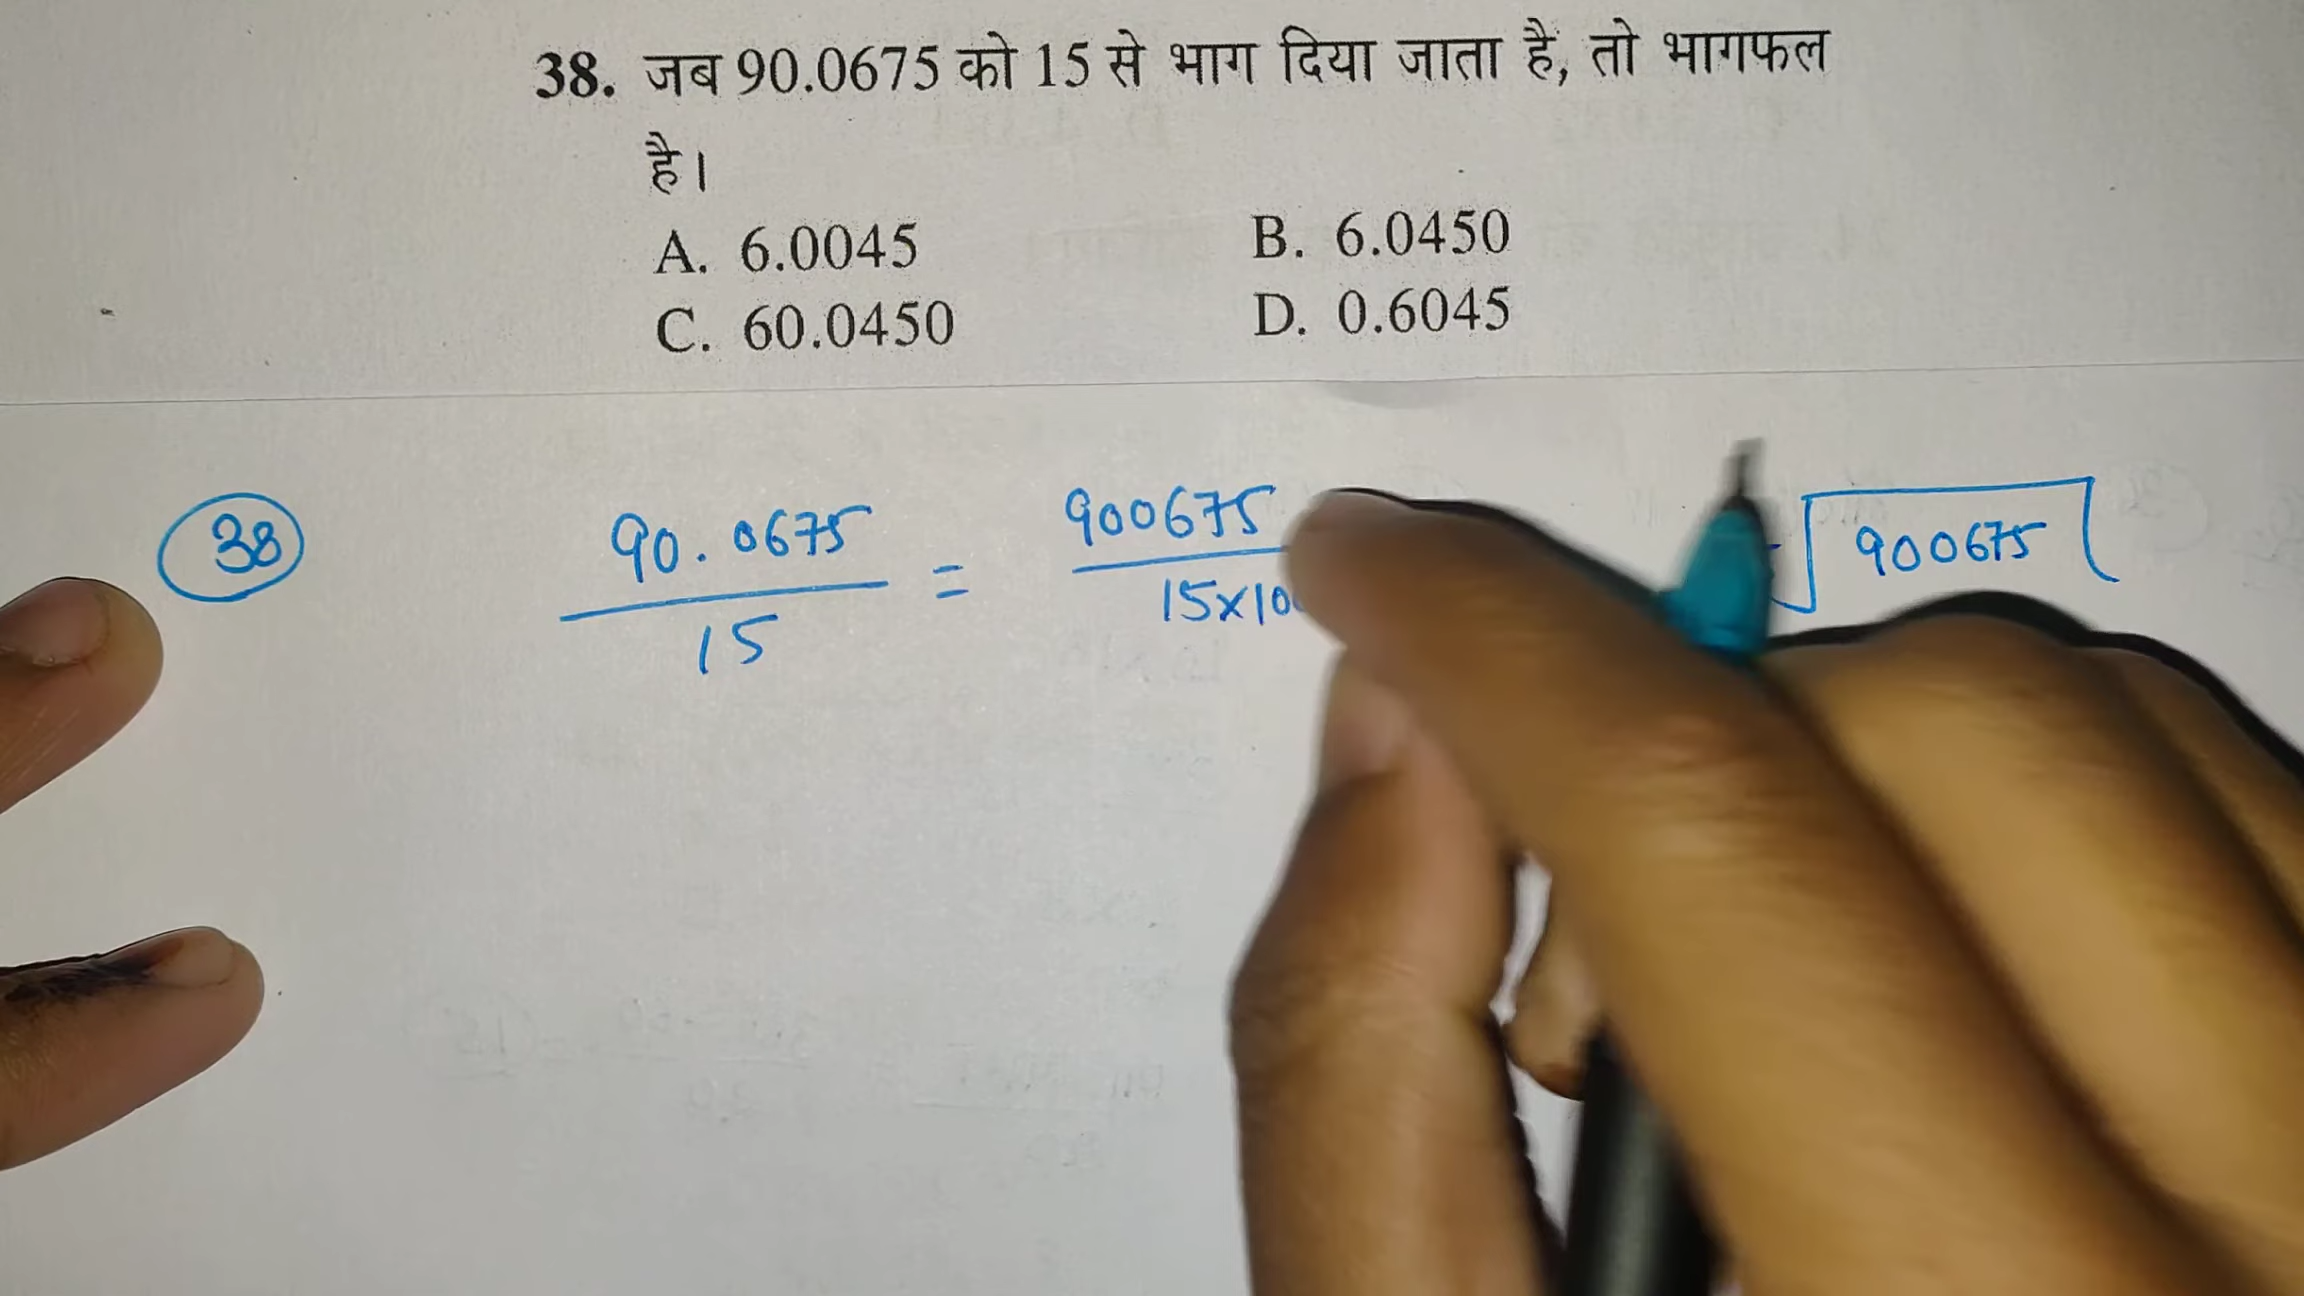 38. जब 90.0675 को 15 से भाग दिया जाता है, तो भागफल
है।
A. 6.0045 B. 6.0450
C. 60.0450 D. 0.6045
38 90.0675 = 900675 900675
15 15x10